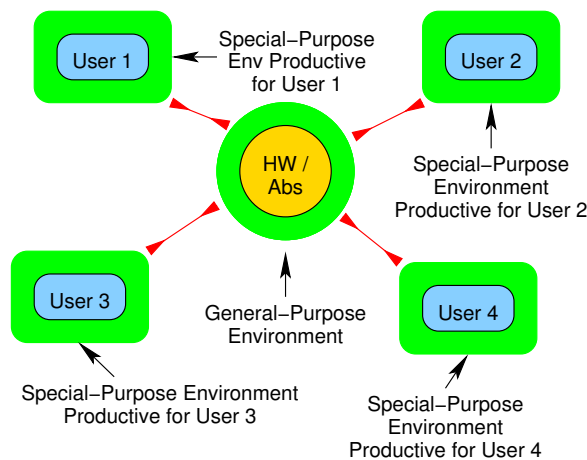 User 1
Special−Purpose
Env Productive
for User 1
User 2
HW /
Abs
Special−Purpose
Environment
Productive for User 2
User 3
General−Purpose
Environment
User 4
Special−Purpose Environment
Productive for User 3
Special−Purpose
Environment
Productive for User 4